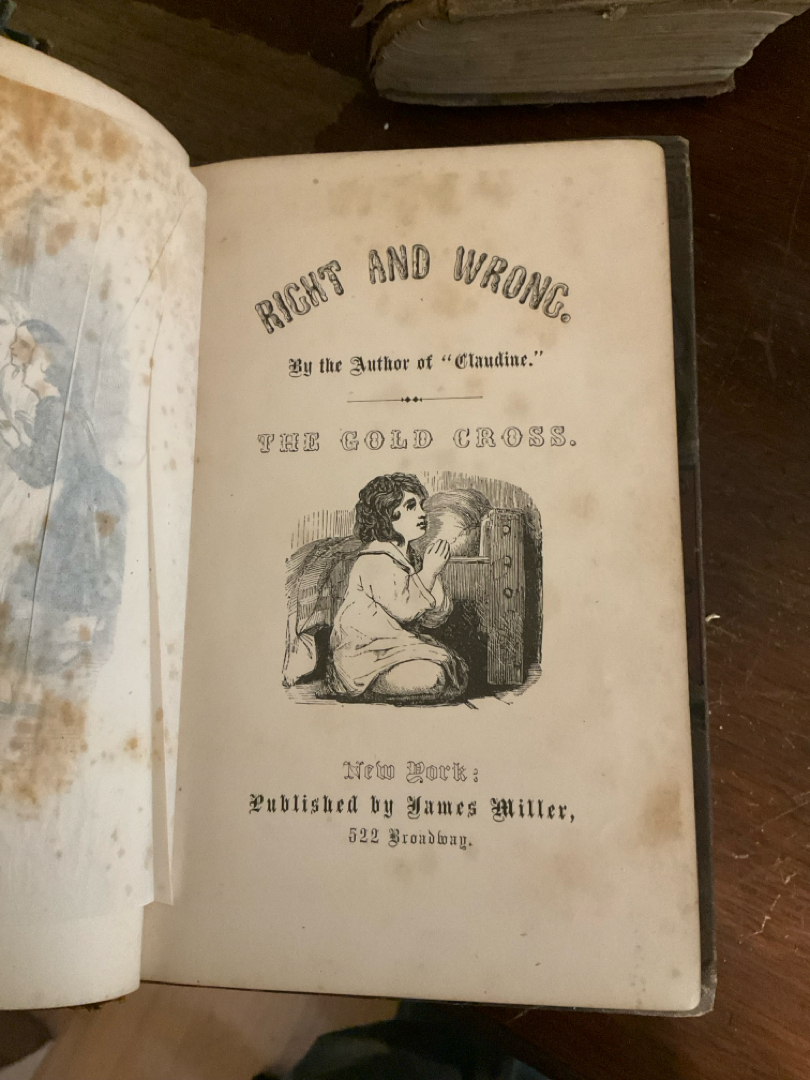 RIGHT AND WRONG.
By the Author of "Claudine."
THE GOLD CROSS.
New York:
Published by James Miller,
522 Broadway.